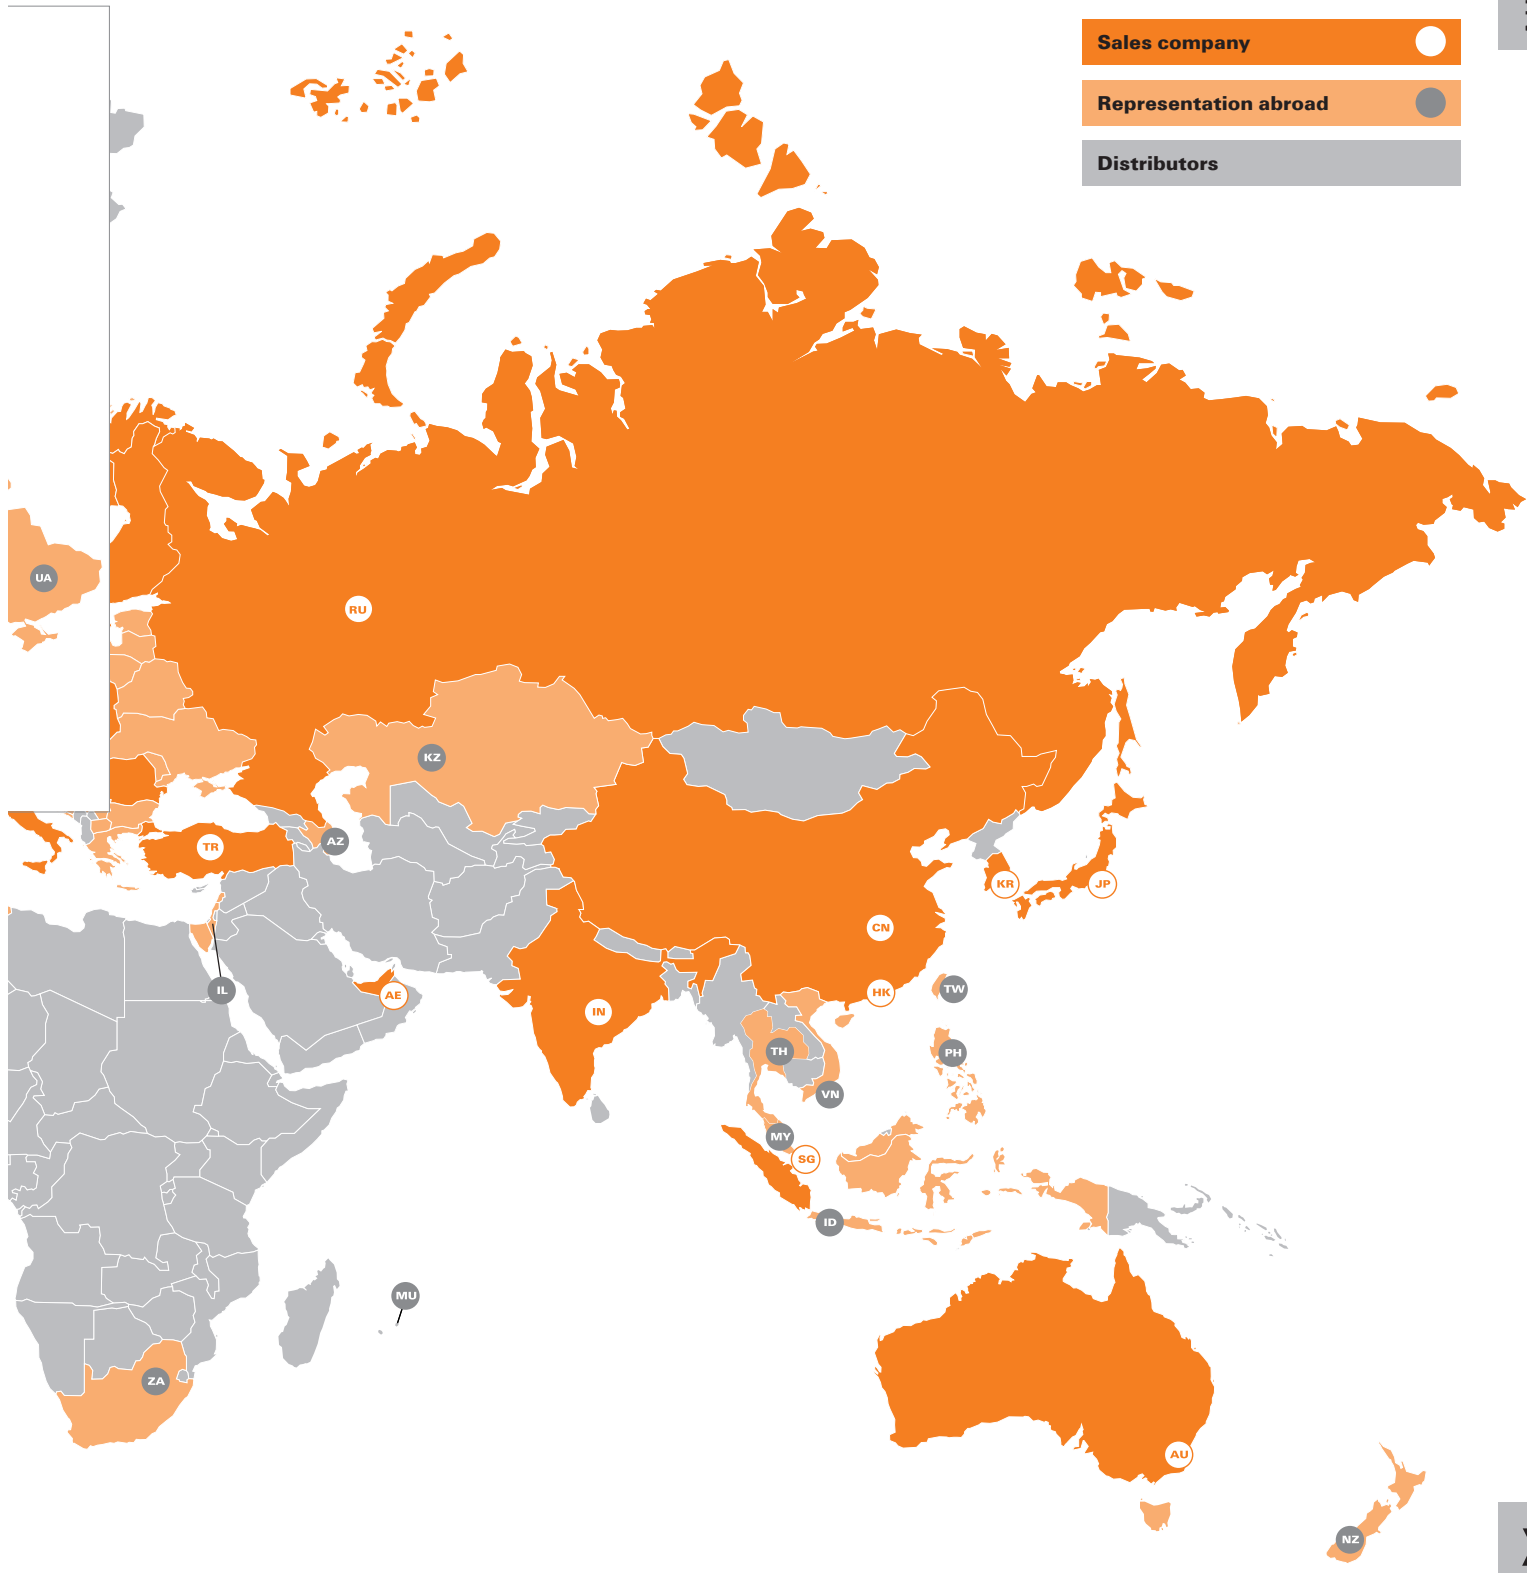 Sales company
Representation abroad
Distributors
UA
RU
KZ
TR
AZ
KR
JP
CN
IL
AE
IN
HK
TW
TH
PH
VN
MY
SG
ID
MU
ZA
AU
NZ